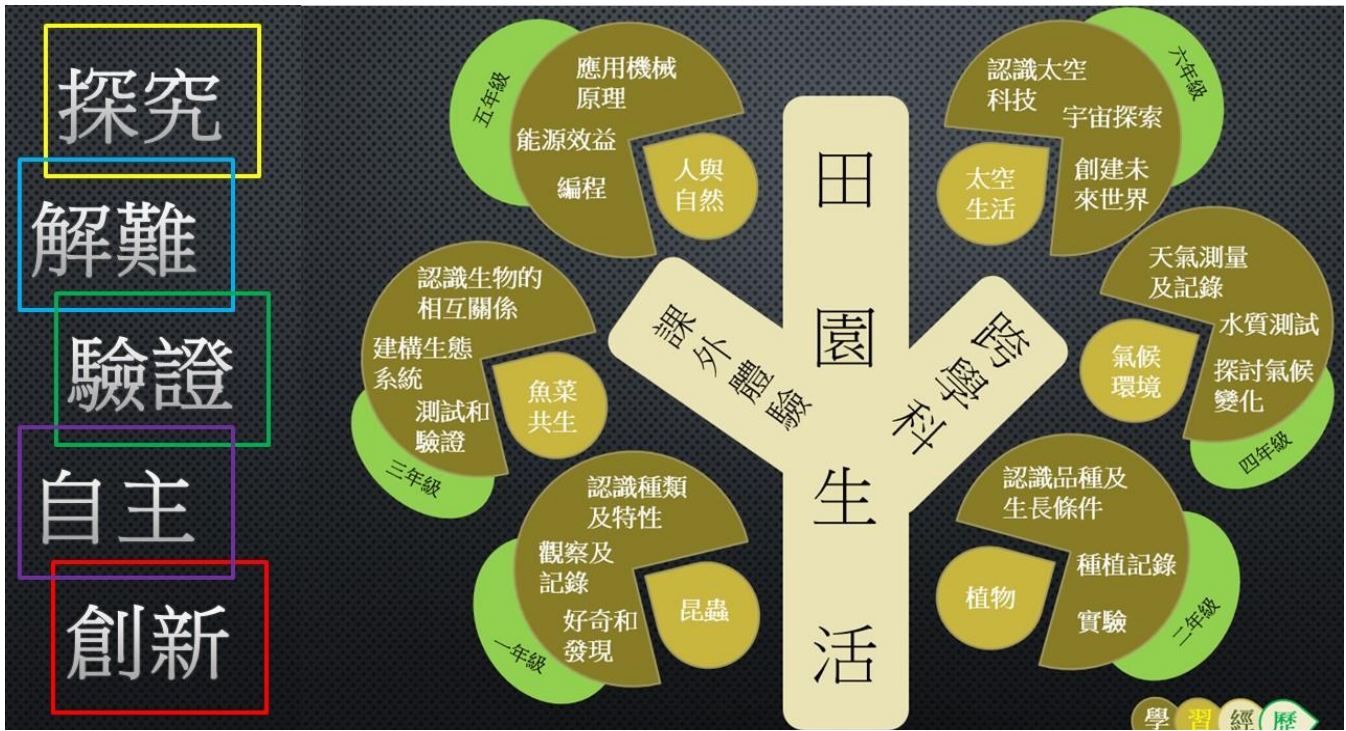 探究
解難
驗證
自主
創新
五年級
應用機械
原理
能源效益
編程
人與
自然
三年級
認識生物的
相互關係
建構生態
系統
測試和
驗證
魚菜
共生
一年級
認識種類
及特性
觀察及
記錄
好奇和
發現
昆蟲
田園生活
課外體驗
跨學科
六年級
認識太空
科技
宇宙探索
創建未
來世界
太空
生活
四年級
天氣測量
及記錄
水質測試
探討氣候
變化
氣候
環境
二年級
認識品種及
生長條件
種植記錄
實驗
植物
學習經歷